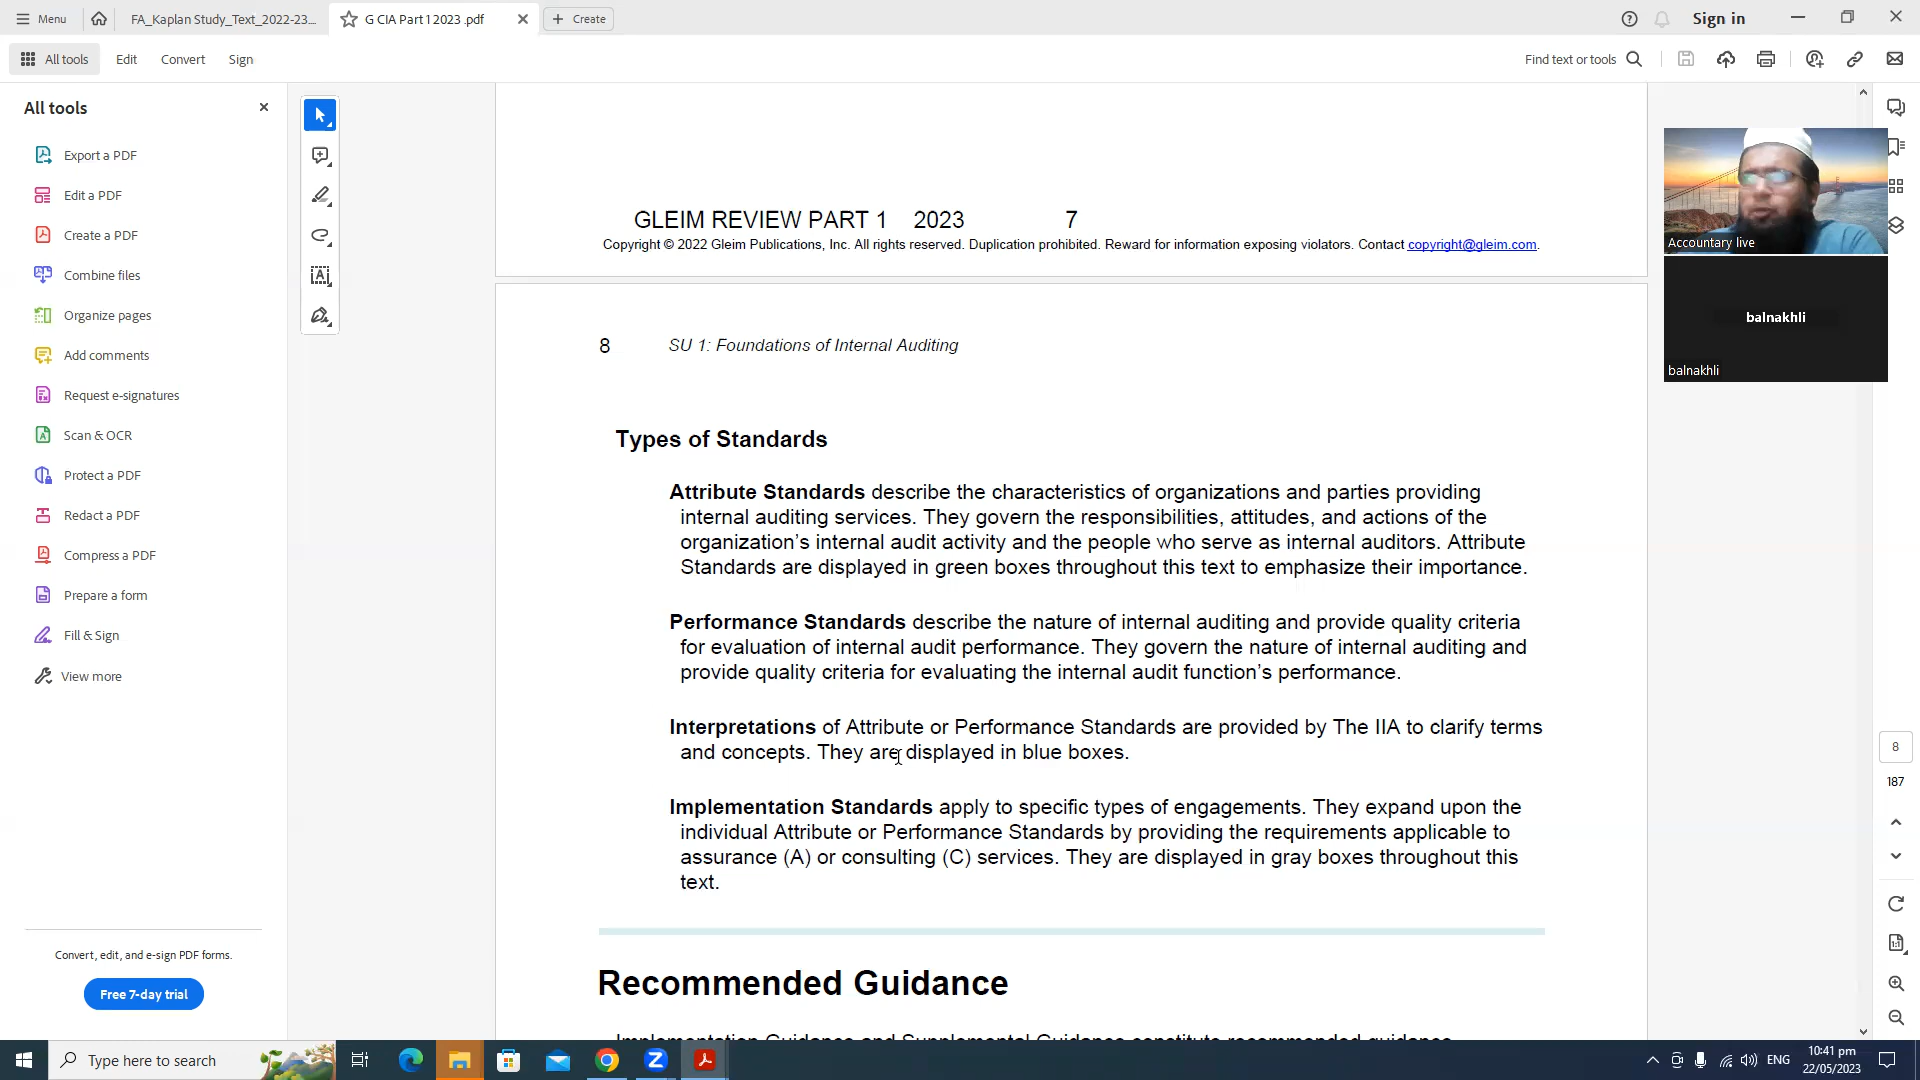 Menu
FA_Kaplan Study_Text_2022-23...
G CIA Part 1 2023 .pdf
Create
Sign in
All tools
Edit
Convert
Sign
Find text or tools
All tools
Export a PDF
Edit a PDF
Create a PDF
Combine files
Organize pages
Add comments
Request e-signatures
Scan & OCR
Protect a PDF
Redact a PDF
Compress a PDF
Prepare a form
Fill & Sign
View more
Convert, edit, and e-sign PDF forms.
Free 7-day trial
GLEIM REVIEW PART 1 2023 7
Copyright © 2022 Gleim Publications, Inc. All rights reserved. Duplication prohibited. Reward for information exposing violators. Contact copyright@gleim.com.
8 SU 1: Foundations of Internal Auditing
Types of Standards
Attribute Standards describe the characteristics of organizations and parties providing
internal auditing services. They govern the responsibilities, attitudes, and actions of the
organization's internal audit activity and the people who serve as internal auditors. Attribute
Standards are displayed in green boxes throughout this text to emphasize their importance.
Performance Standards describe the nature of internal auditing and provide quality criteria
for evaluation of internal audit performance. They govern the nature of internal auditing and
provide quality criteria for evaluating the internal audit function's performance.
Interpretations of Attribute or Performance Standards are provided by The IIA to clarify terms
and concepts. They are displayed in blue boxes.
Implementation Standards apply to specific types of engagements. They expand upon the
individual Attribute or Performance Standards by providing the requirements applicable to
assurance (A) or consulting (C) services. They are displayed in gray boxes throughout this
text.
Recommended Guidance
Implementation Guidance and Supplemental Guidance constitute recommended guidance
Accountary live
balnakhli
balnakhli
8
187
Type here to search
ENG
10:41 pm
22/05/2023